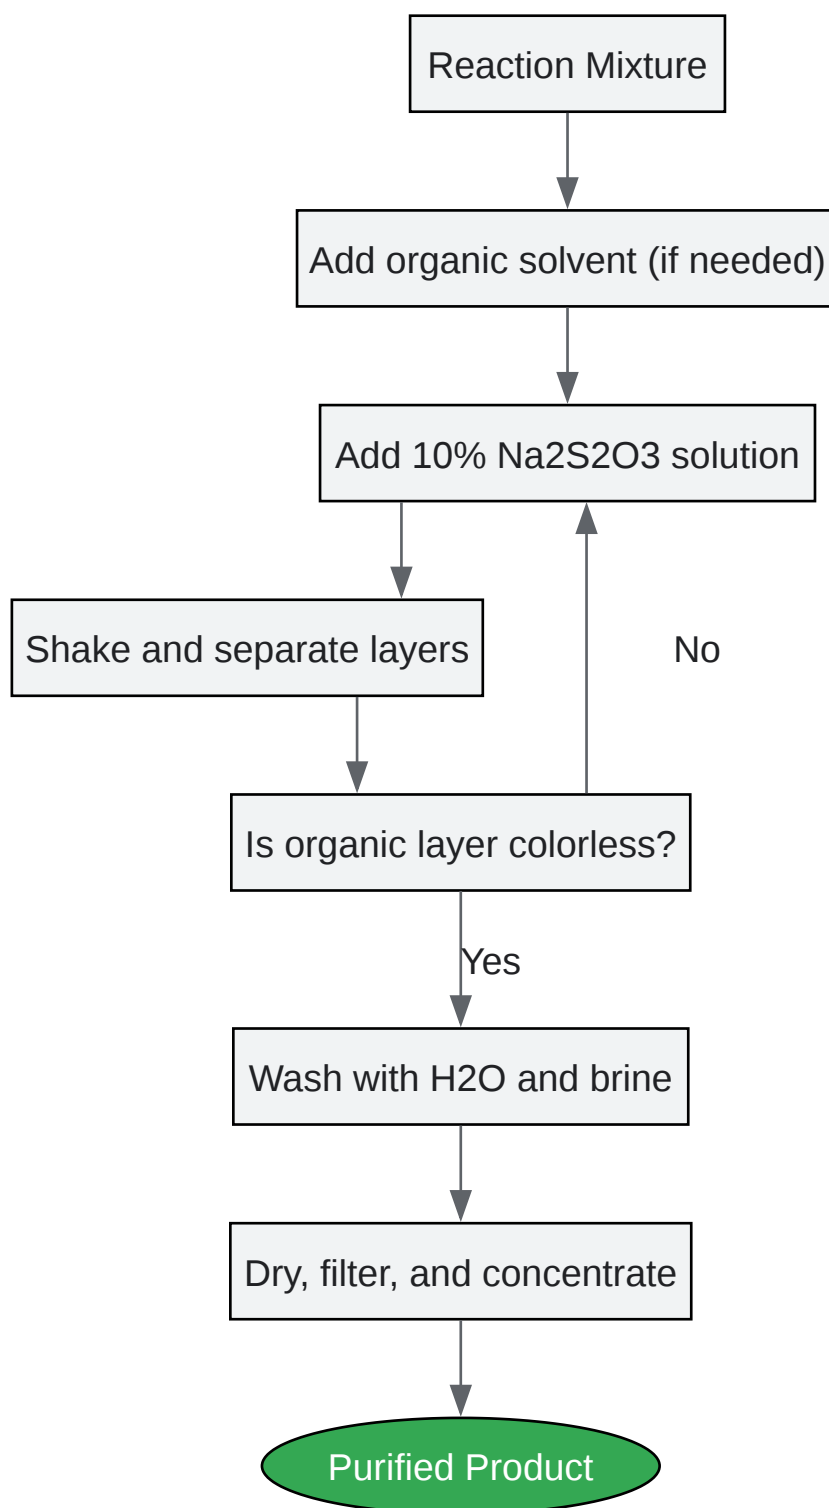 Reaction Mixture
Add organic solvent (if needed)
Add 10% Na2S2O3 solution
Shake and separate layers
No
Is organic layer colorless?
Yes
Wash with H2O and brine
Dry, filter, and concentrate
Purified Product